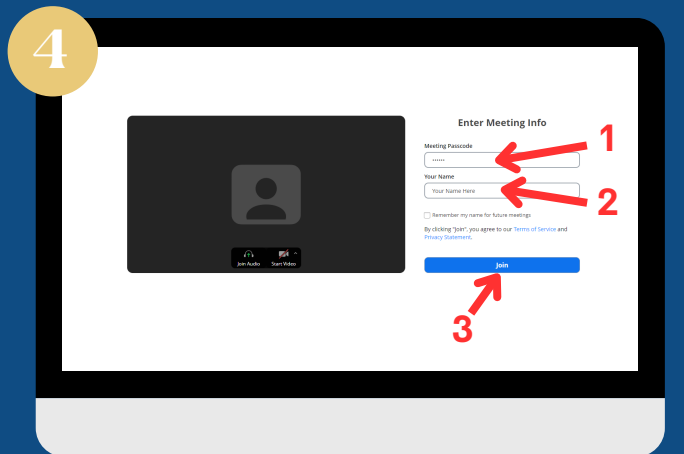 4
Enter Meeting Info
Meeting Passcode
1
••••••
Your Name
Your Name Here
2
Remember my name for future meetings
By clicking "Join", you agree to our Terms of Service and
Privacy Statement.
Join Audio Start Video
Join
3